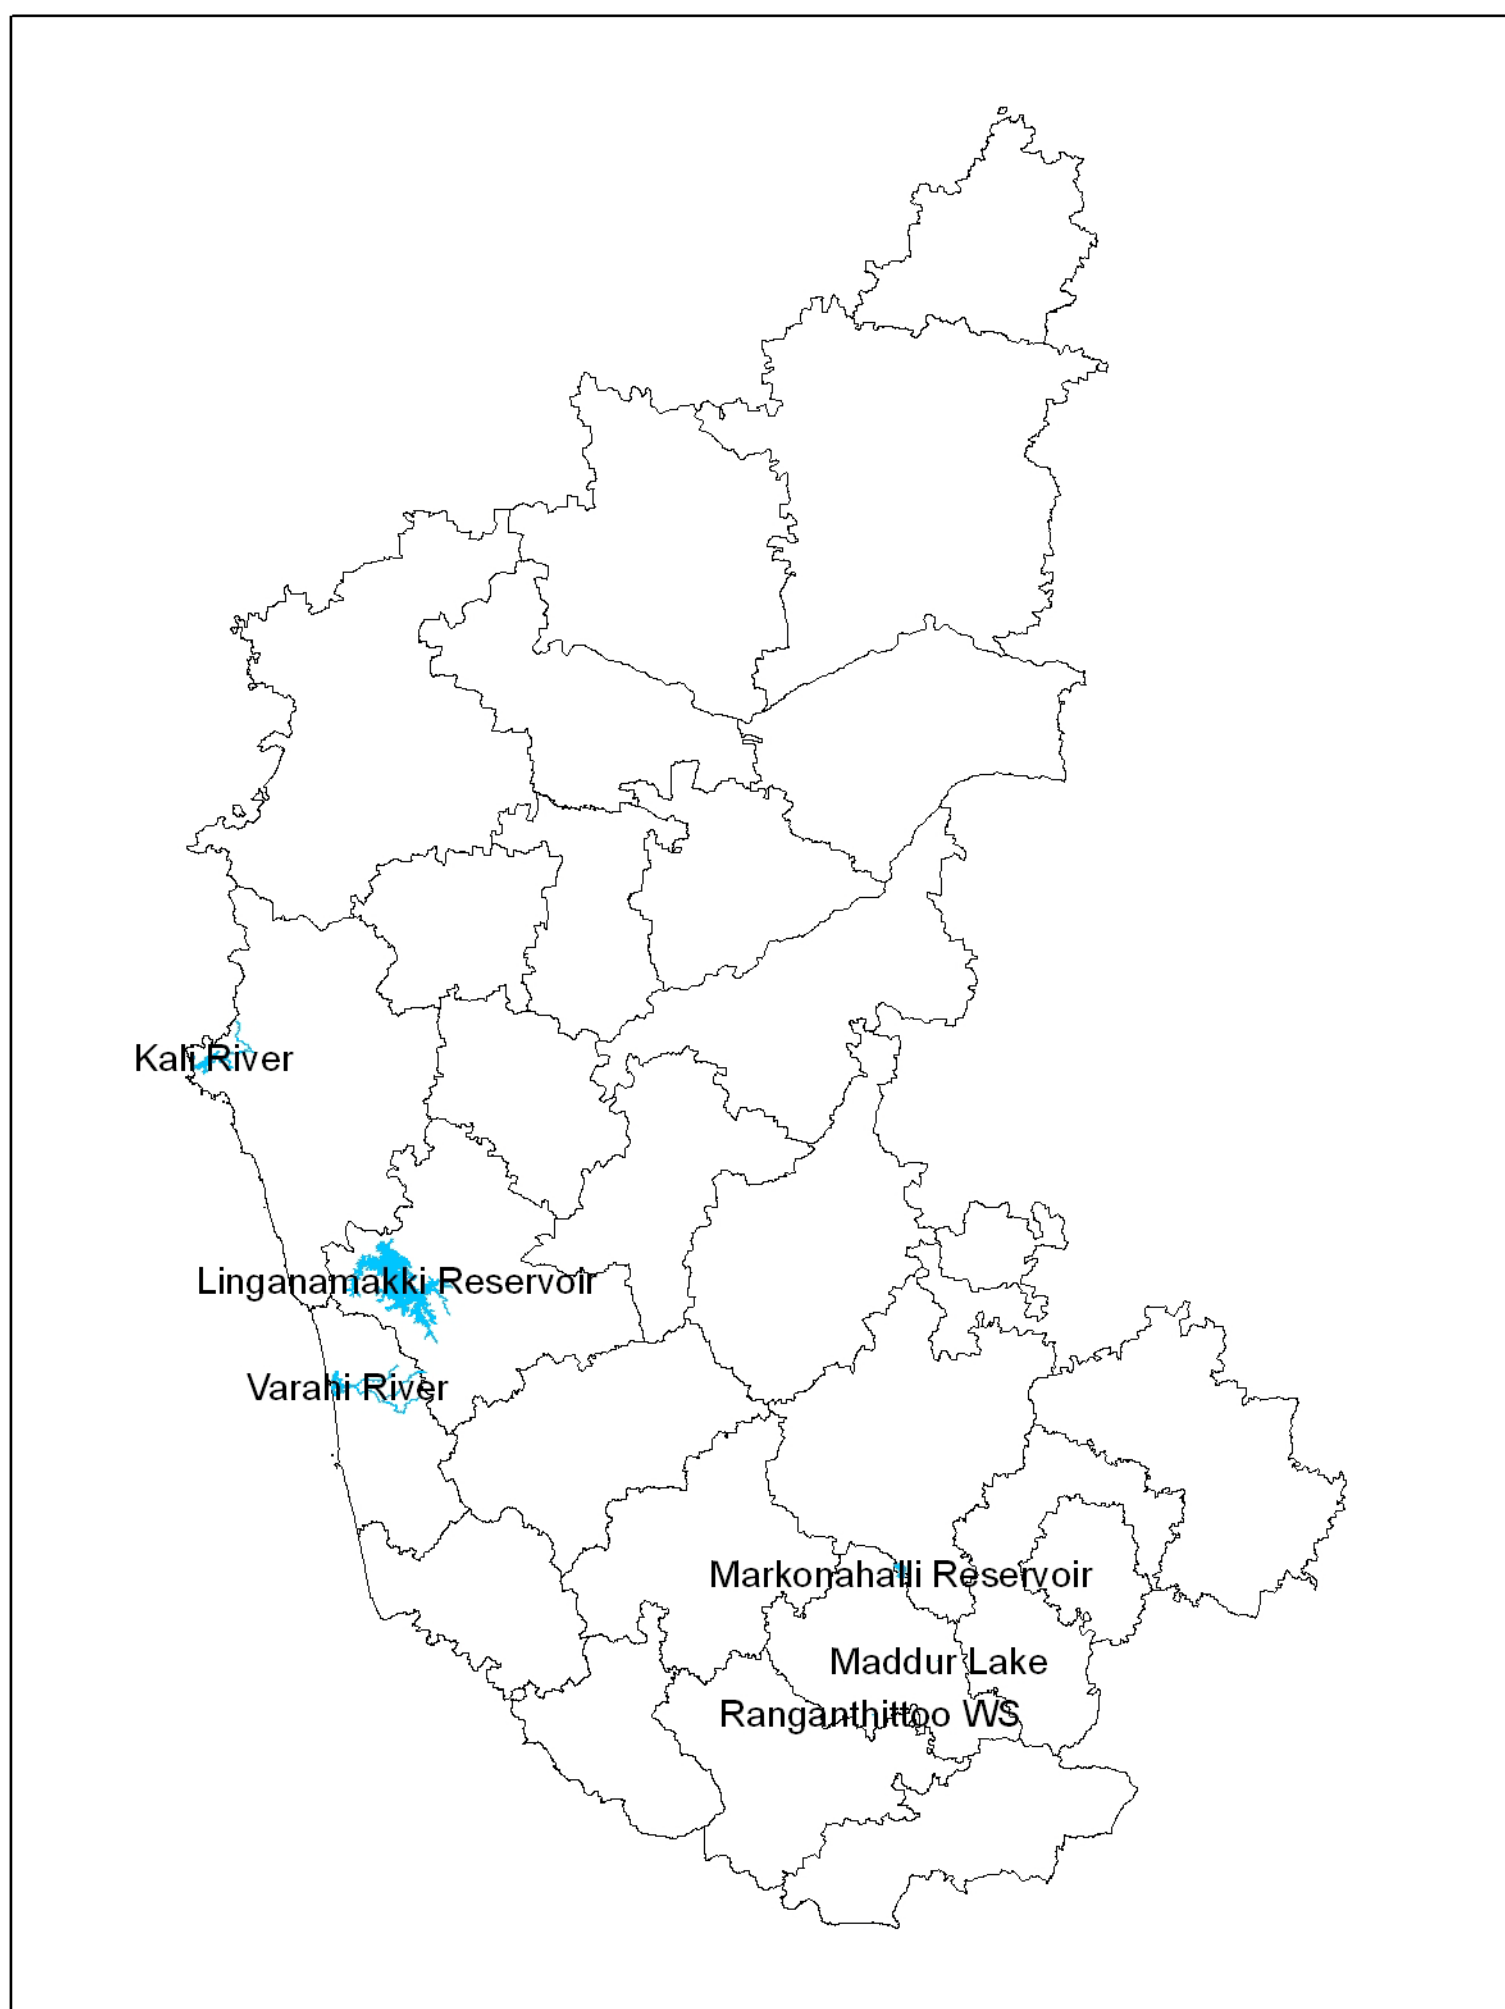 Kali River
Linganamakki Reservoir
Varahi River
Markonahalli Reservoir
Maddur Lake
Ranganthittoo WS